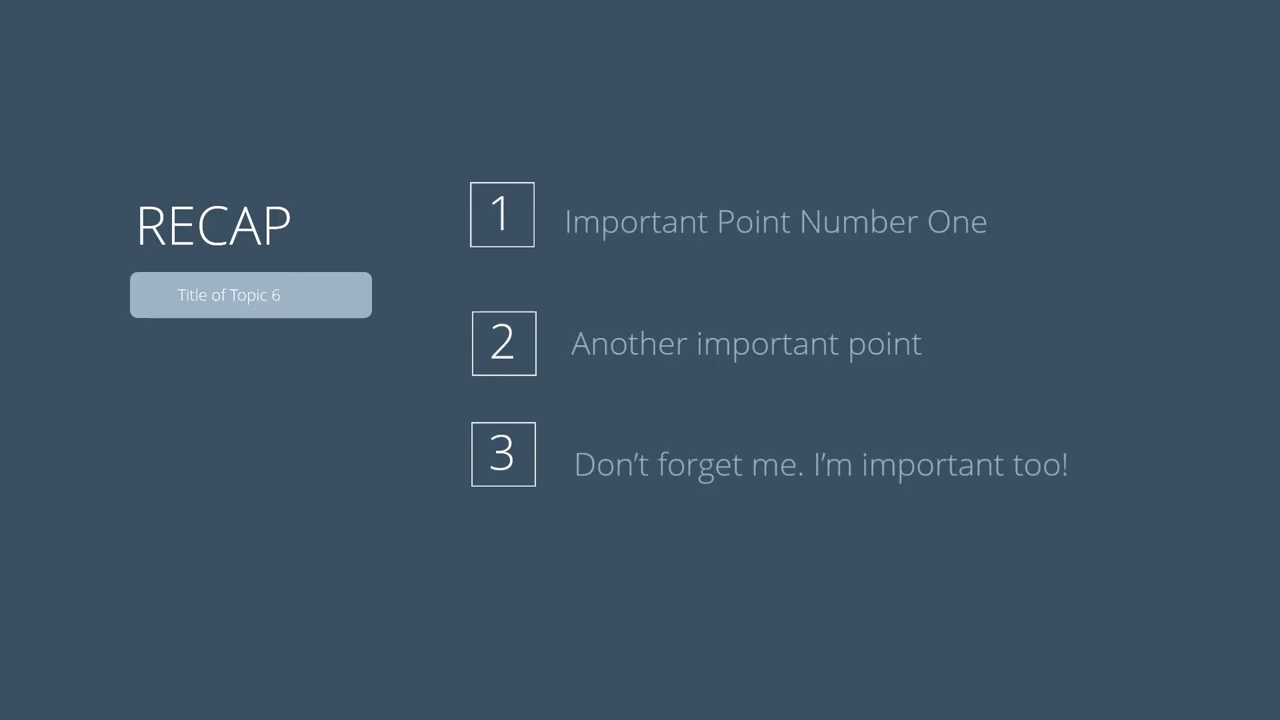 RECAP
Title of Topic 6
1 Important Point Number One
2 Another important point
3 Don’t forget me. I’m important too!